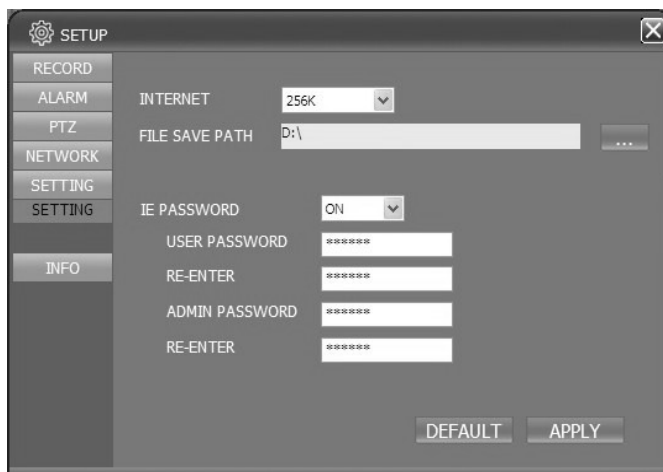 SETUP
RECORD
ALARM
PTZ
NETWORK
SETTING
SETTING
INFO
INTERNET 256K
FILE SAVE PATH D:\ ...
IE PASSWORD ON
USER PASSWORD ******
RE-ENTER ******
ADMIN PASSWORD ******
RE-ENTER ******
DEFAULT APPLY